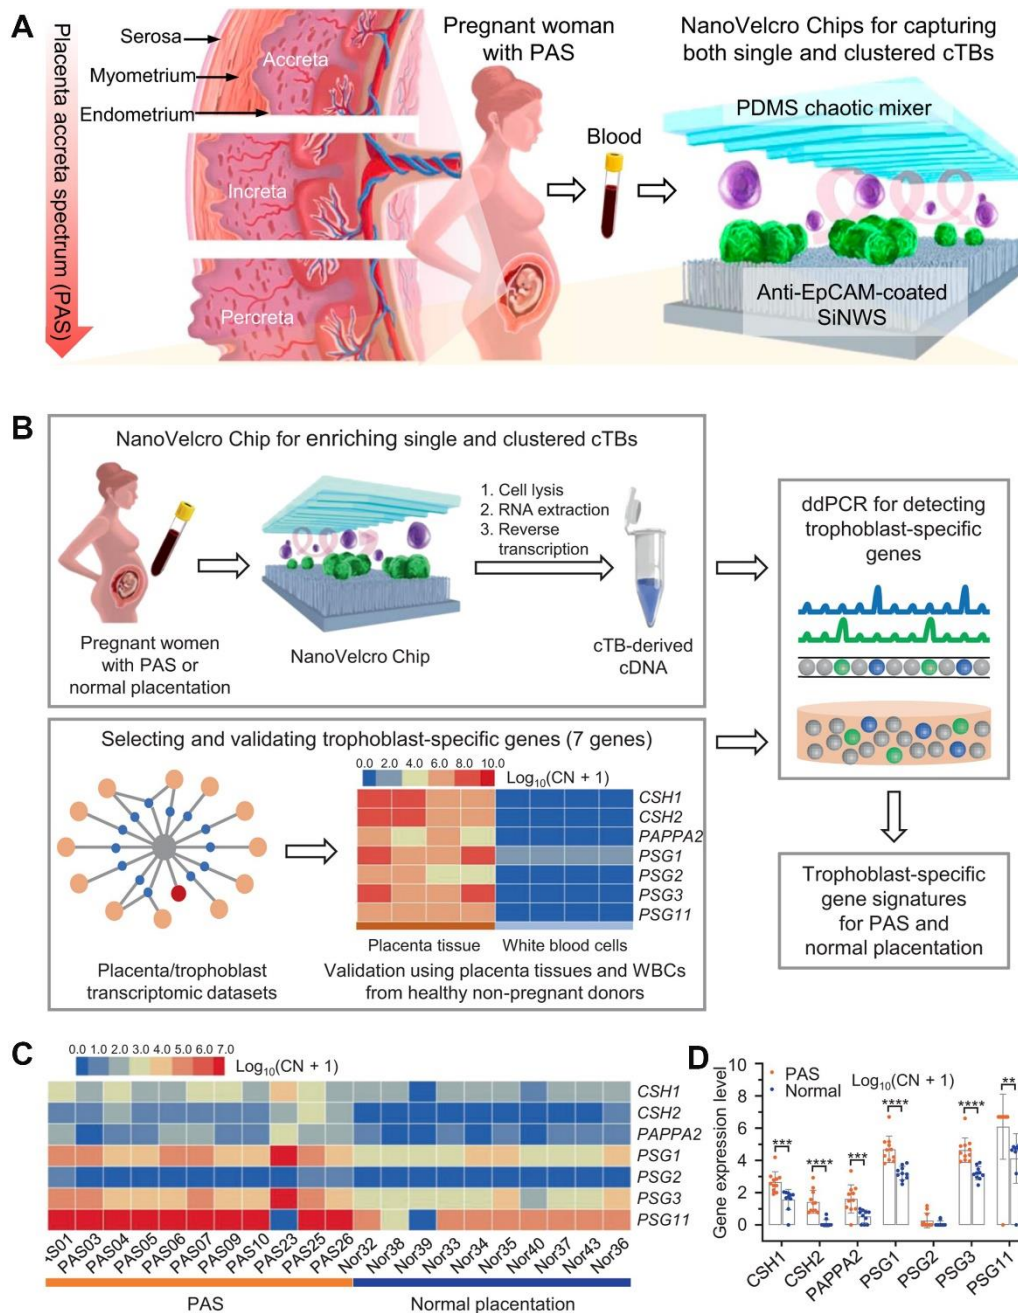 A
Placenta accreta spectrum (PAS)
Serosa
Myometrium
Endometrium
Accreta
Increta
Percreta
Pregnant woman
with PAS
Blood
NanoVelcro Chips for capturing
both single and clustered cTBs
PDMS chaotic mixer
Anti-EpCAM-coated
SiNWS
B
NanoVelcro Chip for enriching single and clustered cTBs
1. Cell lysis
2. RNA extraction
3. Reverse
transcription
Pregnant women
with PAS or
normal placentation
NanoVelcro Chip
cTB-derived
cDNA
Selecting and validating trophoblast-specific genes (7 genes)
0.0 2.0 4.0 6.0 8.0 10.0
Log10(CN + 1)
CSH1
CSH2
PAPPA2
PSG1
PSG2
PSG3
PSG11
Placenta tissue
White blood cells
Placenta/trophoblast
transcriptomic datasets
Validation using placenta tissues and WBCs
from healthy non-pregnant donors
ddPCR for detecting
trophoblast-specific
genes
Trophoblast-specific
gene signatures
for PAS and
normal placentation
C
0.0 1.0 2.0 3.0 4.0 5.0 6.0 7.0
Log10(CN + 1)
CSH1
CSH2
PAPPA2
PSG1
PSG2
PSG3
PSG11
AS01 PAS03 PAS04 PAS05 PAS06 PAS07 PAS09 PAS10 PAS23 PAS25 PAS26 Nor32 Nor38 Nor39 Nor33 Nor34 Nor35 Nor40 Nor37 Nor43 Nor36
PAS
Normal placentation
D
Gene expression level
10
8
6
4
2
0
PAS
Normal
Log10(CN + 1)
*** **** *** **** **** **
CSH1 CSH2 PAPPA2 PSG1 PSG2 PSG3 PSG11